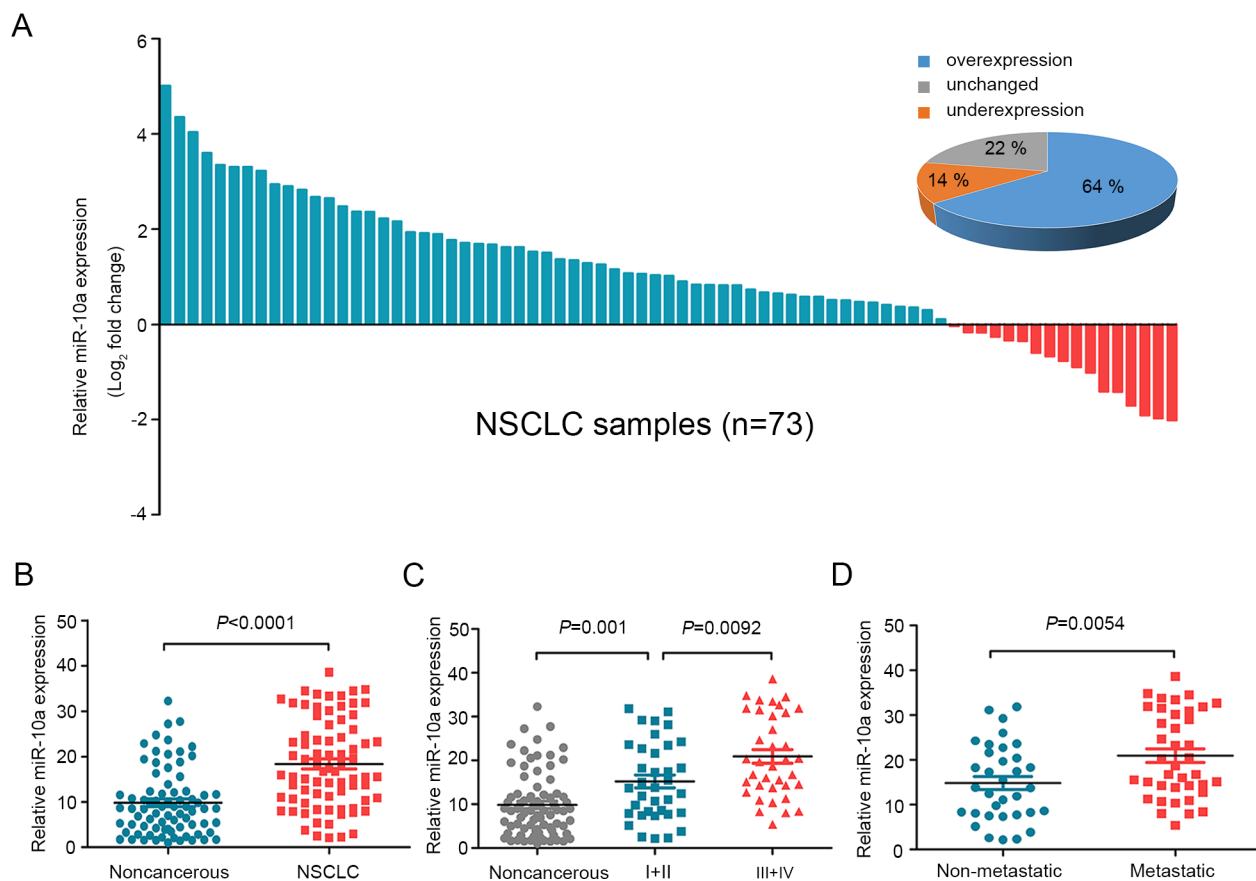 A
Relative miR-10a expression
(Log2 fold change)
6
4
2
0
-2
-4
overexpression
unchanged
underexpression
22 %
14 %
64 %
NSCLC samples (n=73)
B
Relative miR-10a expression
50
40
30
20
10
0
P<0.0001
Noncancerous
NSCLC
C
Relative miR-10a expression
50
40
30
20
10
0
P=0.001
P=0.0092
Noncancerous
I+II
III+IV
D
Relative miR-10a expression
50
40
30
20
10
0
P=0.0054
Non-metastatic
Metastatic